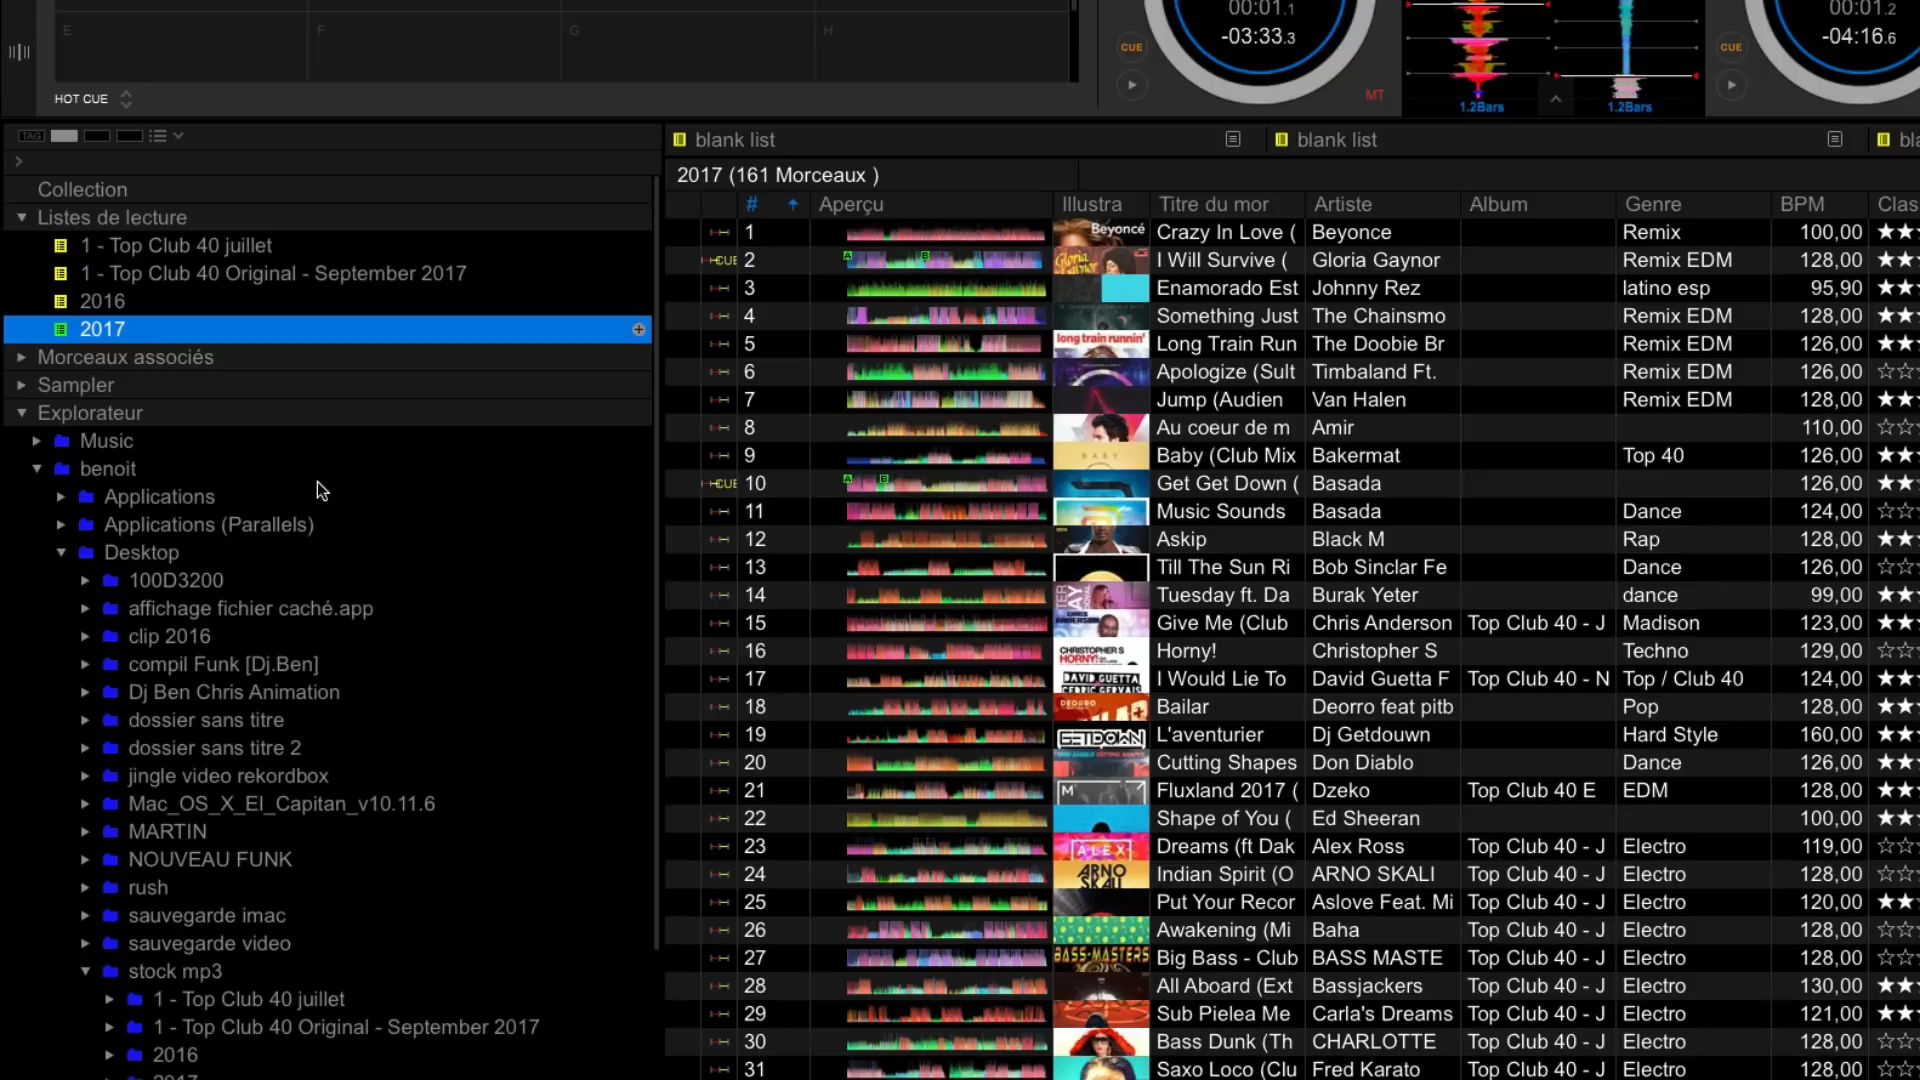 E F G H
HOT CUE
CUE
00:01.1
-03:33.3
MT
1.2Bars
1.2Bars
CUE
00:01.2
-04:16.6
TAG
blank list
blank list
Collection
Listes de lecture
1 - Top Club 40 juillet
1 - Top Club 40 Original - September 2017
2016
2017
Morceaux associés
Sampler
Explorateur
Music
benoit
Applications
Applications (Parallels)
Desktop
100D3200
affichage fichier caché.app
clip 2016
compil Funk [Dj.Ben]
Dj Ben Chris Animation
dossier sans titre
dossier sans titre 2
jingle video rekordbox
Mac_OS_X_El_Capitan_v10.11.6
MARTIN
NOUVEAU FUNK
rush
sauvegarde imac
sauvegarde video
stock mp3
1 - Top Club 40 juillet
1 - Top Club 40 Original - September 2017
2016
2017
2017 (161 Morceaux )
# Aperçu Illustra Titre du mor Artiste Album Genre BPM Clas
1 Beyoncé Crazy In Love ( Beyonce Remix 100,00
CUE 2 A B I Will Survive ( Gloria Gaynor Remix EDM 128,00
3 Enamorado Est Johnny Rez latino esp 95,90
4 Something Just The Chainsmo Remix EDM 128,00
5 long train runnin' Long Train Run The Doobie Br Remix EDM 126,00
6 Apologize (Sult Timbaland Ft. Remix EDM 126,00
7 Jump (Audien Van Halen Remix EDM 128,00
8 Au coeur de m Amir 110,00
9 BABY Baby (Club Mix Bakermat Top 40 126,00
CUE 10 A B Get Get Down ( Basada 126,00
11 Music Sounds Basada Dance 124,00
12 Askip Black M Rap 128,00
13 Till The Sun Ri Bob Sinclar Fe Dance 126,00
14 Tuesday ft. Da Burak Yeter dance 99,00
15 Give Me (Club Chris Anderson Top Club 40 - J Madison 123,00
16 CHRISTOPHER S HORNY! Horny! Christopher S Techno 129,00
17 DAVID GUETTA CEDRIC GERVAIS I Would Lie To David Guetta F Top Club 40 - N Top / Club 40 124,00
18 DEORRO Bailar Deorro feat pitb Pop 128,00
19 GETDOWN L'aventurier Dj Getdouwn Hard Style 160,00
20 Cutting Shapes Don Diablo Dance 126,00
21 M Fluxland 2017 ( Dzeko Top Club 40 E EDM 128,00
22 Shape of You ( Ed Sheeran 100,00
23 ALEX Dreams (ft Dak Alex Ross Top Club 40 - J Electro 119,00
24 ARNO SKALI Indian Spirit (O ARNO SKALI Top Club 40 - J Electro 128,00
25 Put Your Recor Aslove Feat. Mi Top Club 40 - J Electro 120,00
26 Awakening (Mi Baha Top Club 40 - J Electro 128,00
27 BASS-MASTERS Big Bass - Club BASS MASTE Top Club 40 - J Electro 128,00
28 All Aboard (Ext Bassjackers Top Club 40 - J Electro 130,00
29 Sub Pielea Me Carla's Dreams Top Club 40 - J Electro 121,00
30 Bass Dunk (Th CHARLOTTE Top Club 40 - J Electro 128,00
31 Saxo Loco (Clu Fred Karato Top Club 40 - J Electro 128,00